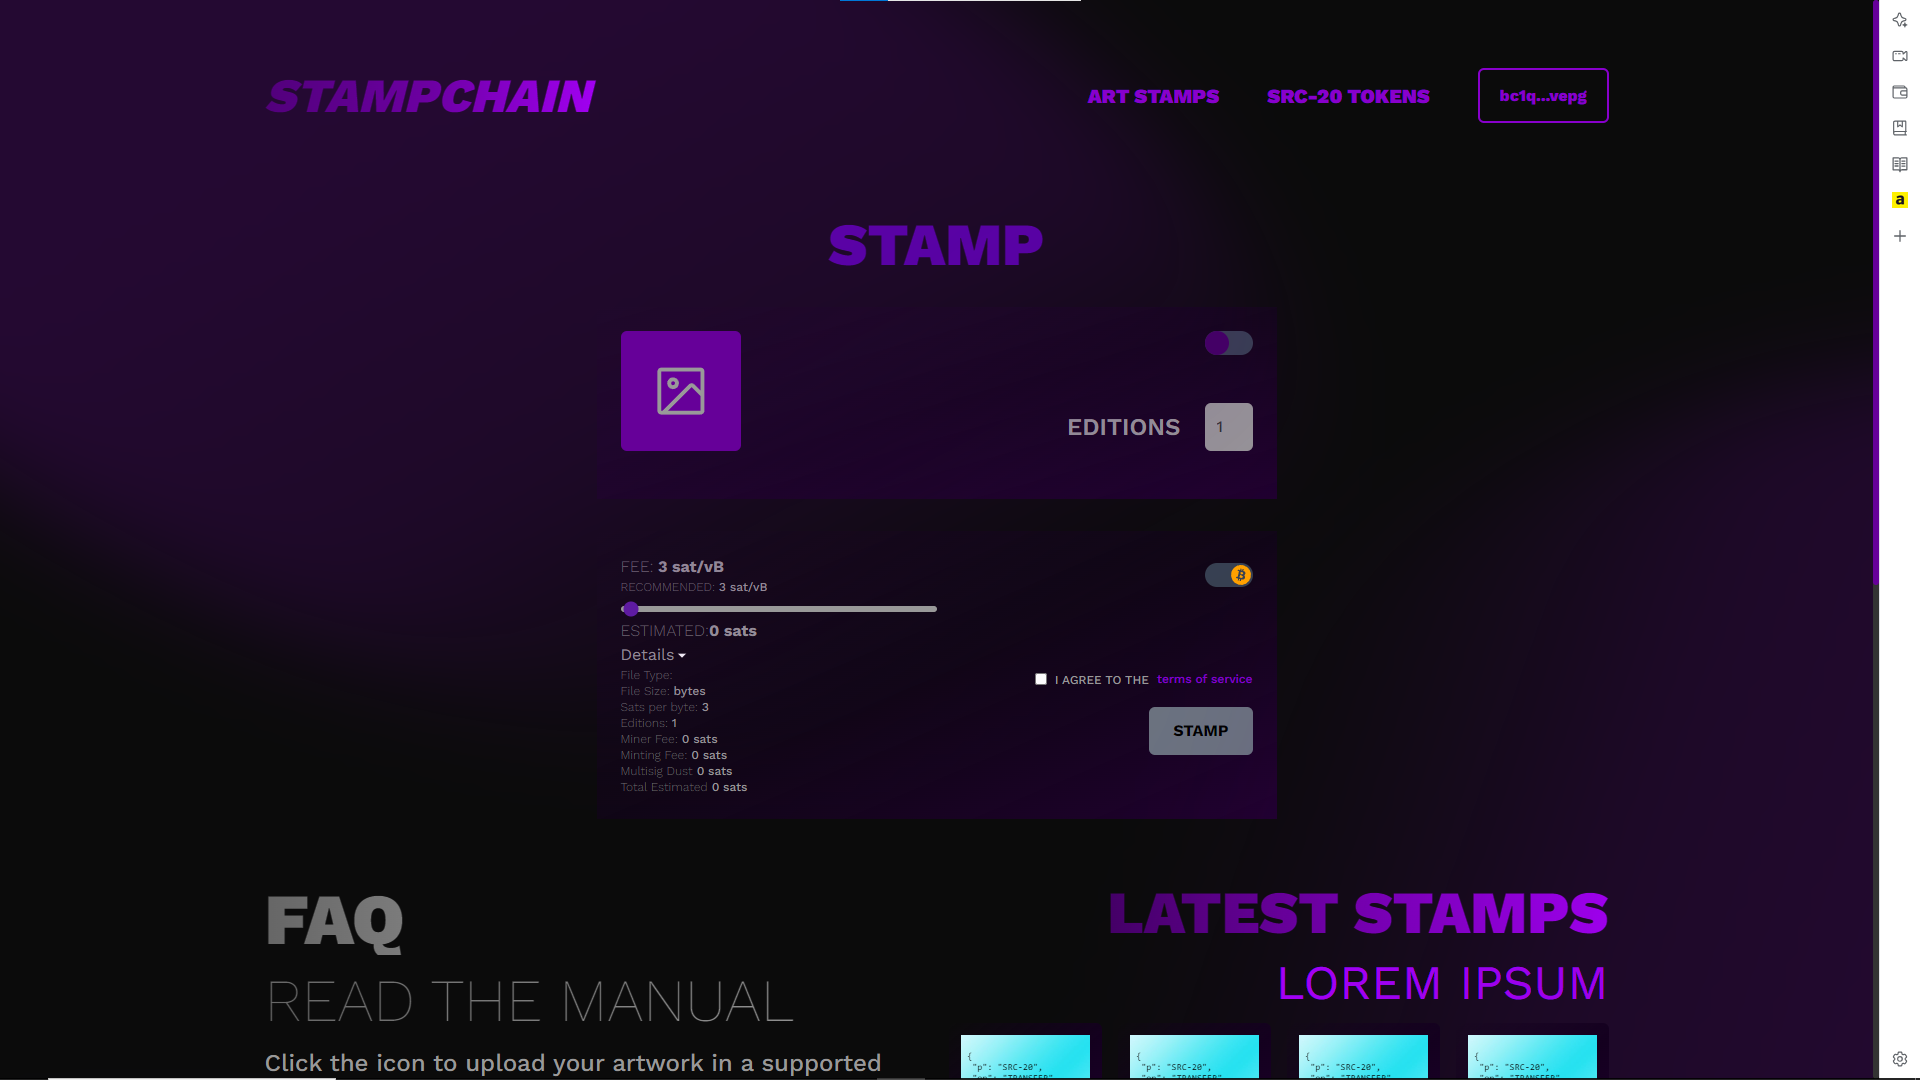 STAMPCHAIN
ART STAMPS
SRC-20 TOKENS
bc1q...vepg
STAMP
EDITIONS
1
FEE: 3 sat/vB
RECOMMENDED: 3 sat/vB
ESTIMATED:0 sats
Details
File Type:
File Size: bytes
Sats per byte: 3
Editions: 1
Miner Fee: 0 sats
Minting Fee: 0 sats
Multisig Dust 0 sats
Total Estimated 0 sats
I AGREE TO THE terms of service
STAMP
FAQ
READ THE MANUAL
Click the icon to upload your artwork in a supported
LATEST STAMPS
LOREM IPSUM
{
"p": "SRC-20",
{
"p": "SRC-20",
{
"p": "SRC-20",
{
"p": "SRC-20",
a